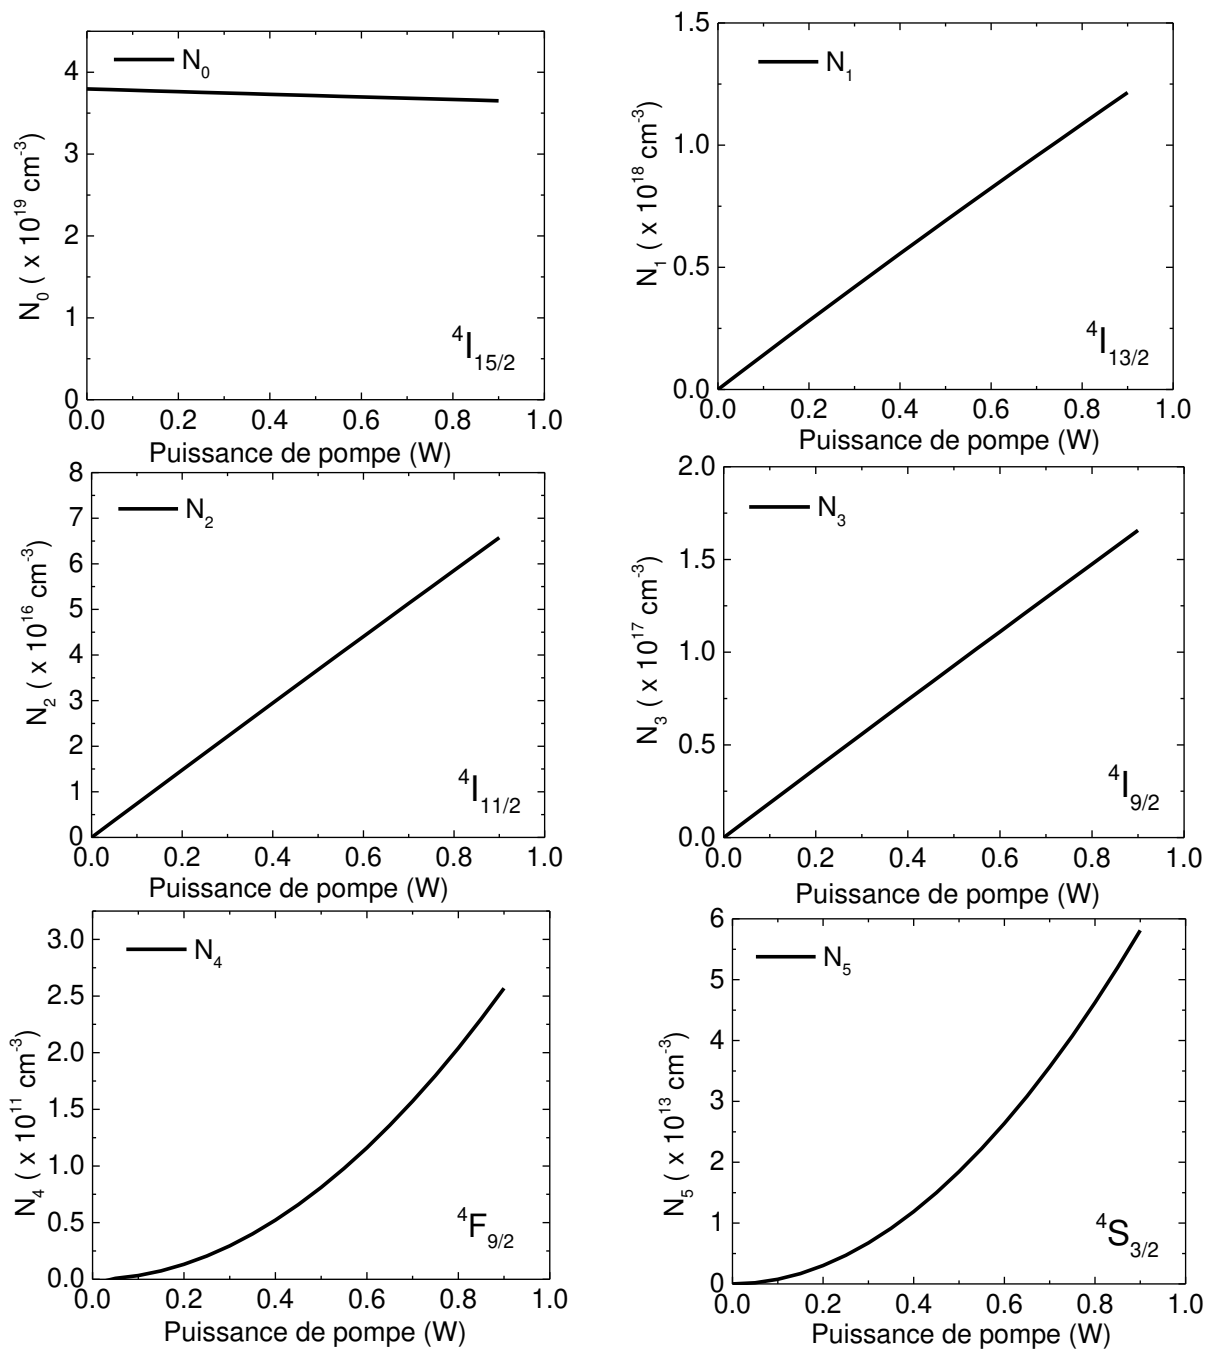 N0
N0 ( x 10^19 cm^-3)
4
3
2
1
0
0.0 0.2 0.4 0.6 0.8 1.0
Puissance de pompe (W)
^4I15/2
N1
N1 ( x 10^18 cm^-3)
1.5
1.0
0.5
0.0
0.0 0.2 0.4 0.6 0.8 1.0
Puissance de pompe (W)
^4I13/2
N2
N2 ( x 10^16 cm^-3)
8
7
6
5
4
3
2
1
0
0.0 0.2 0.4 0.6 0.8 1.0
Puissance de pompe (W)
^4I11/2
N3
N3 ( x 10^17 cm^-3)
2.0
1.5
1.0
0.5
0.0
0.0 0.2 0.4 0.6 0.8 1.0
Puissance de pompe (W)
^4I9/2
N4
N4 ( x 10^11 cm^-3)
3.0
2.5
2.0
1.5
1.0
0.5
0.0
0.0 0.2 0.4 0.6 0.8 1.0
Puissance de pompe (W)
^4F9/2
N5
N5 ( x 10^13 cm^-3)
6
5
4
3
2
1
0
0.0 0.2 0.4 0.6 0.8 1.0
Puissance de pompe (W)
^4S3/2